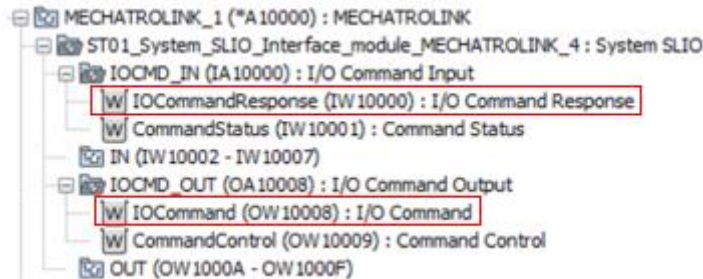 MECHATROLINK_1 (*A10000) : MECHATROLINK
ST01_System_SLIO_Interface_module_MECHATROLINK_4 : System SLIO
IOCMD_IN (IA10000) : I/O Command Input
W IOCommandResponse (IW10000) : I/O Command Response
W CommandStatus (IW10001) : Command Status
IN (IW10002 - IW10007)
IOCMD_OUT (OA10008) : I/O Command Output
W IOCommand (OW10008) : I/O Command
W CommandControl (OW10009) : Command Control
OUT (OW1000A - OW1000F)